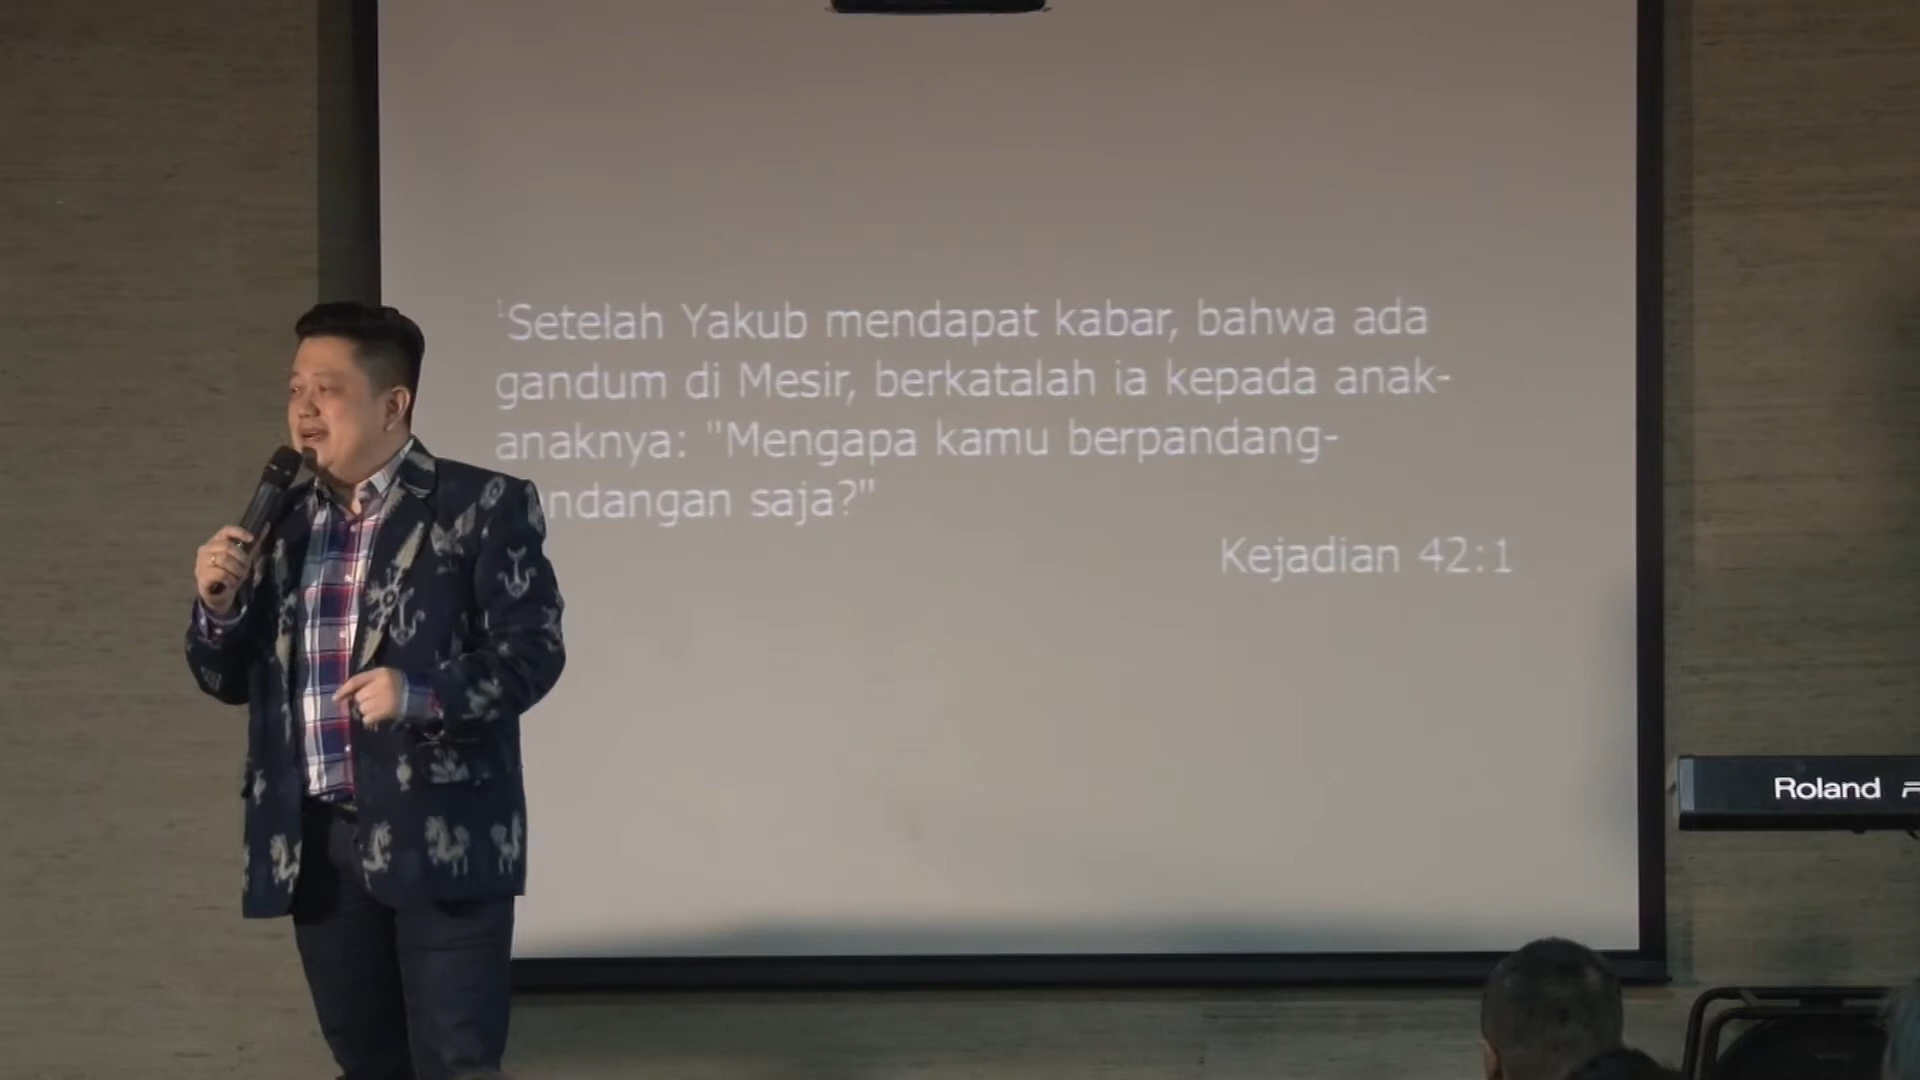 ¹Setelah Yakub mendapat kabar, bahwa ada
gandum di Mesir, berkatalah ia kepada anak-
anaknya: "Mengapa kamu berpandang-
ndangan saja?"
Kejadian 42:1
Roland